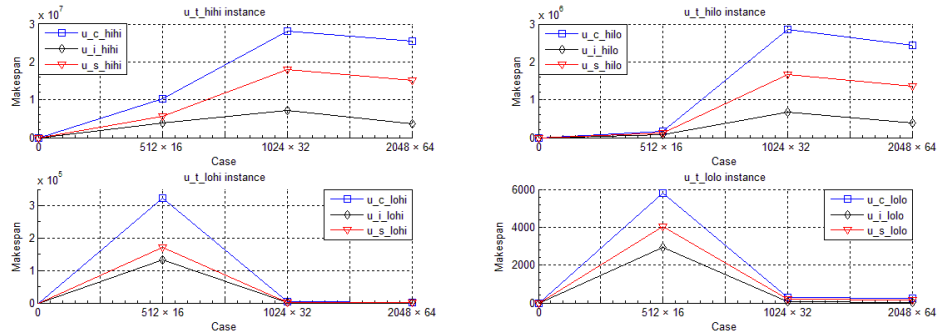 u_t_hihi instance
x 10^7
3
2
1
0
Makespan
u_c_hihi
u_i_hihi
u_s_hihi
0
512 × 16
1024 × 32
2048 × 64
Case
u_t_hilo instance
x 10^6
3
2
1
0
Makespan
u_c_hilo
u_i_hilo
u_s_hilo
0
512 × 16
1024 × 32
2048 × 64
Case
u_t_lohi instance
x 10^5
3
2
1
0
Makespan
u_c_lohi
u_i_lohi
u_s_lohi
0
512 × 16
1024 × 32
2048 × 64
Case
u_t_lolo instance
6000
4000
2000
0
Makespan
u_c_lolo
u_i_lolo
u_s_lolo
0
512 × 16
1024 × 32
2048 × 64
Case